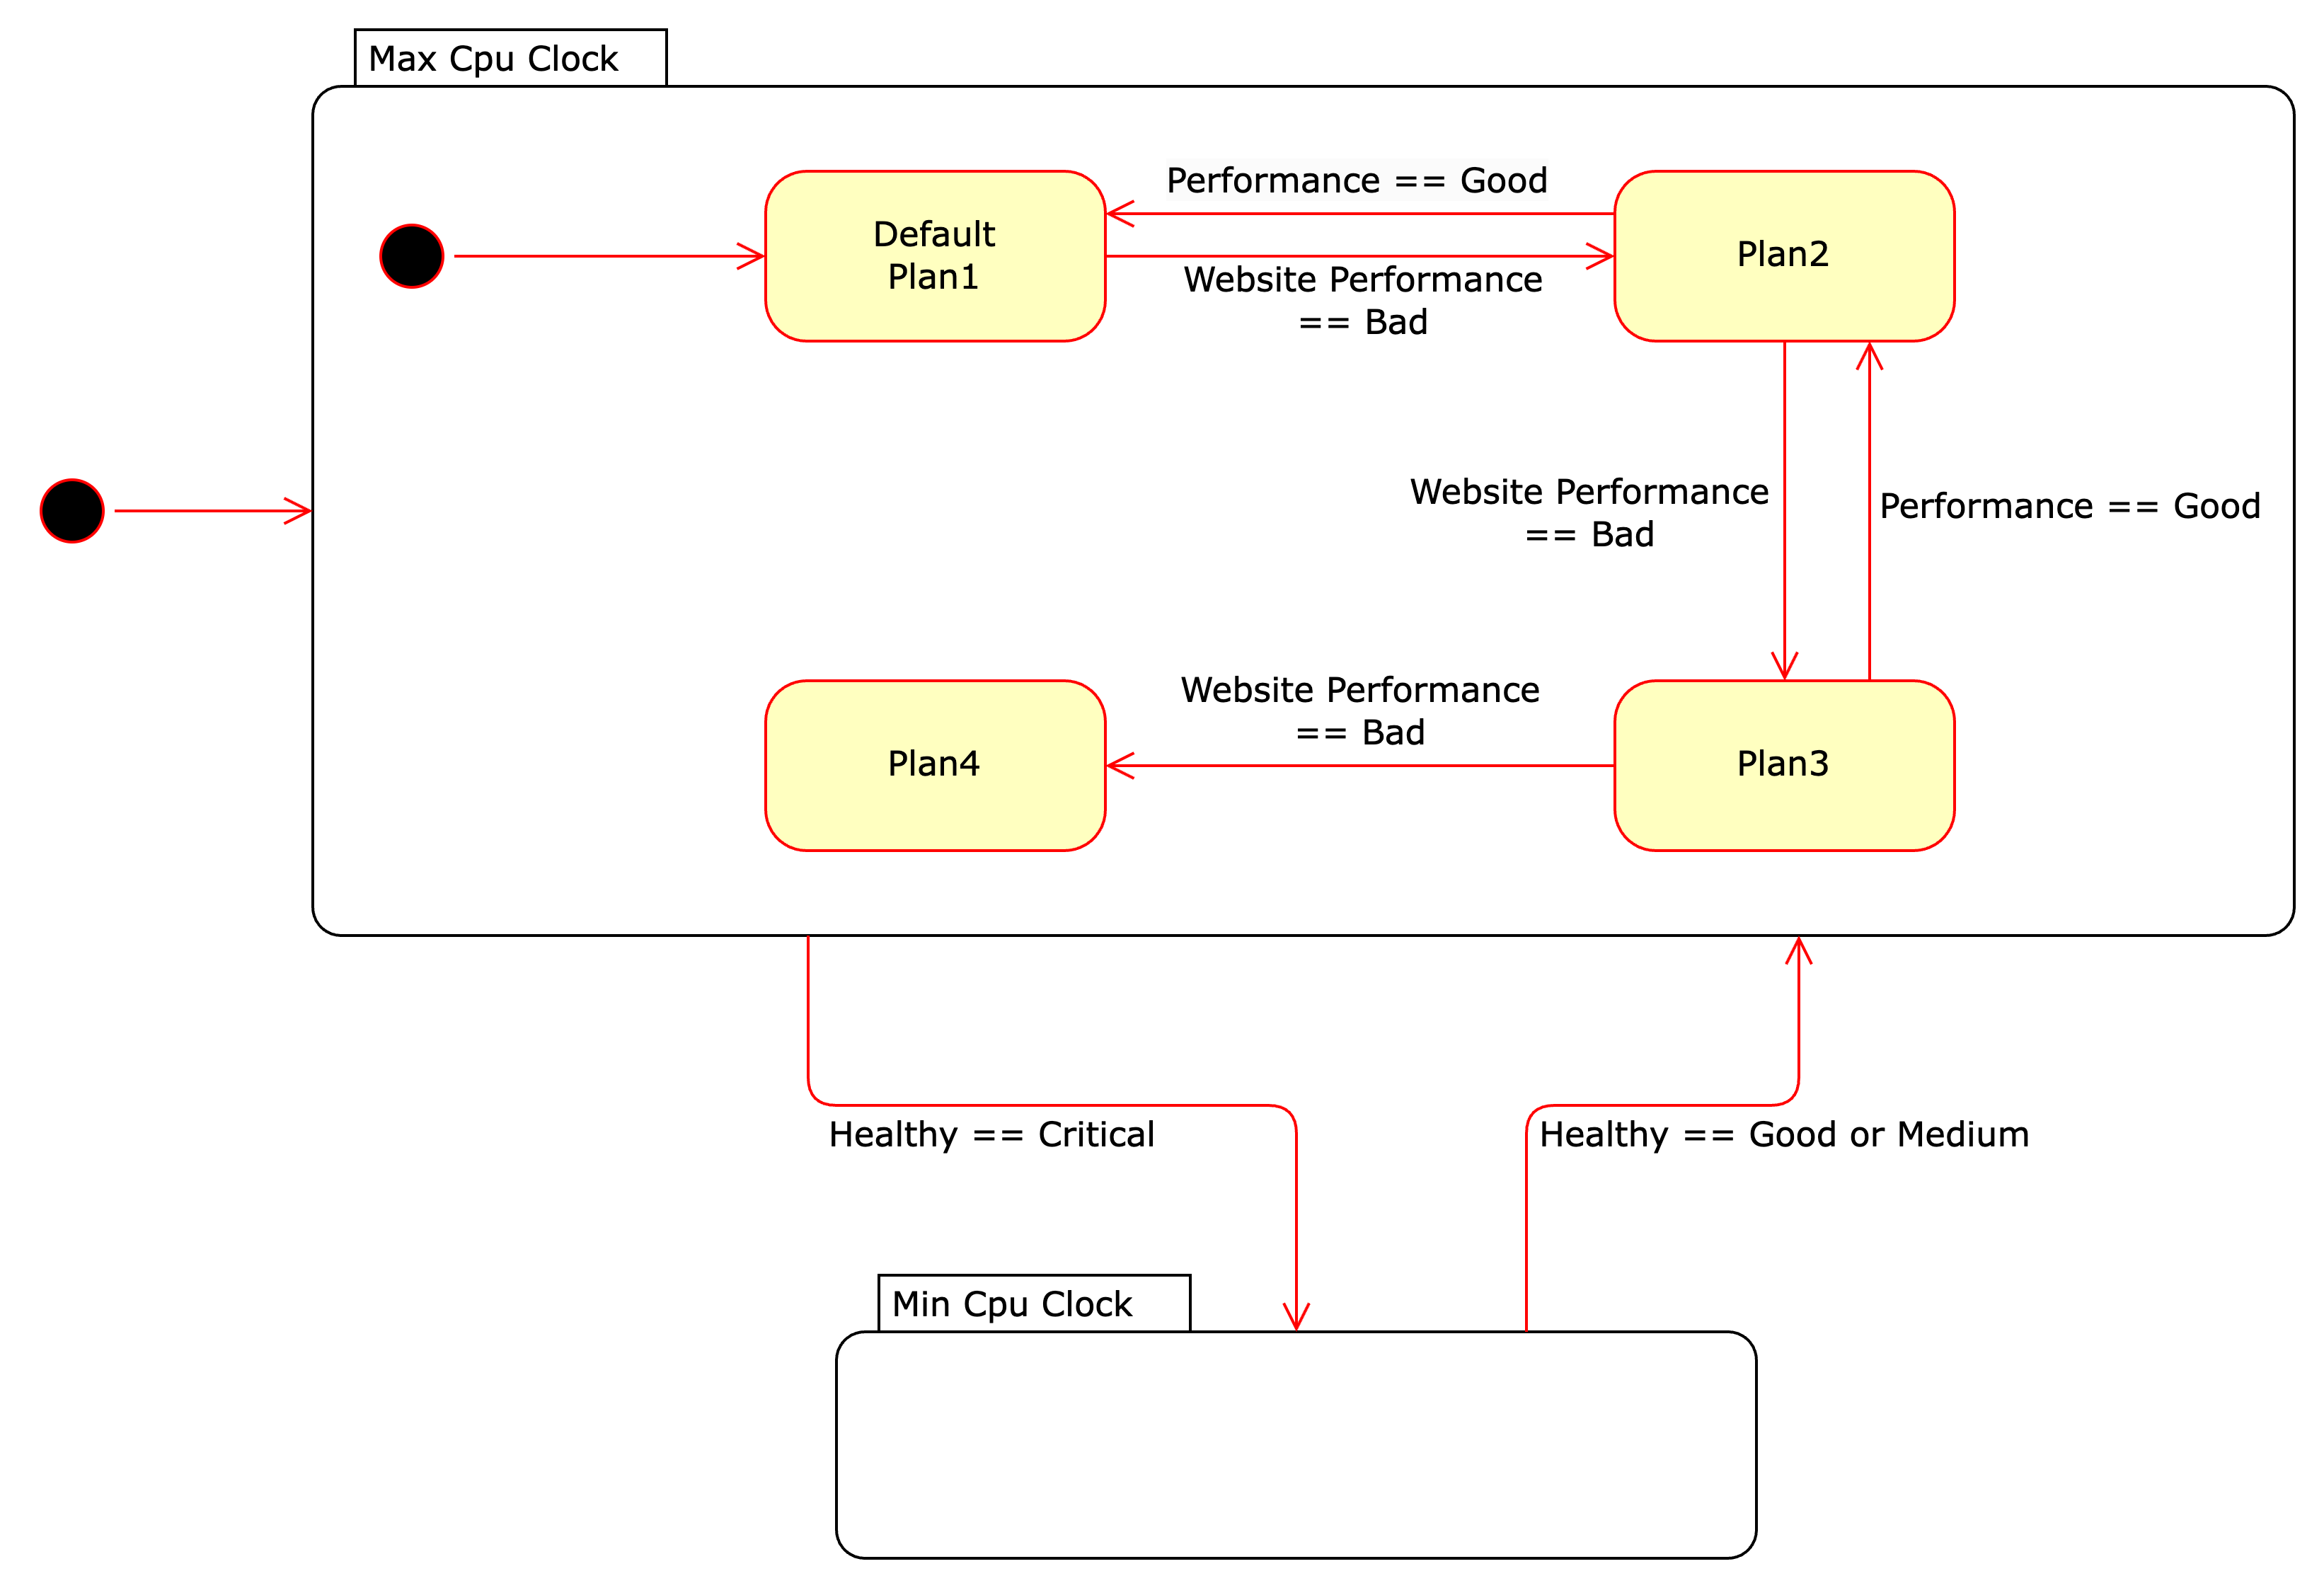 Max Cpu Clock
Performance == Good
Default
Plan1
Plan2
Website Performance
== Bad
Website Performance
== Bad
Performance == Good
Website Performance
== Bad
Plan4
Plan3
Healthy == Critical
Healthy == Good or Medium
Min Cpu Clock